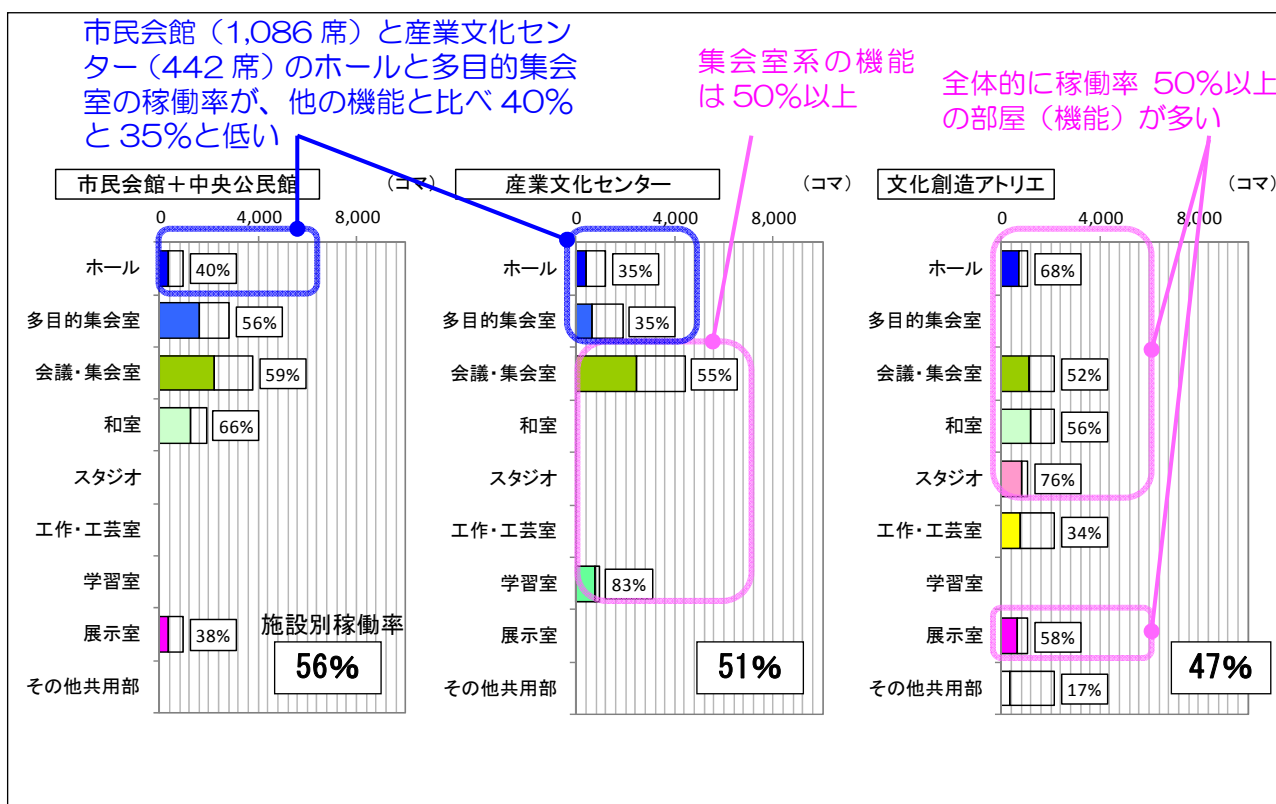 市民会館（1,086 席）と産業文化セン
ター（442 席）のホールと多目的集会
室の稼働率が、他の機能と比べ 40%
と 35%と低い
集会室系の機能
は 50%以上
全体的に稼働率 50%以上
の部屋（機能）が多い
市民会館＋中央公民館
（コマ）
0 4,000 8,000
ホール 40%
多目的集会室 56%
会議・集会室 59%
和室 66%
スタジオ
工作・工芸室
学習室
展示室 38%
その他共用部
施設別稼働率
56%
産業文化センター
（コマ）
0 4,000 8,000
ホール 35%
多目的集会室 35%
会議・集会室 55%
和室
スタジオ
工作・工芸室
学習室 83%
展示室
その他共用部
51%
文化創造アトリエ
（コマ）
0 4,000 8,000
ホール 68%
多目的集会室
会議・集会室 52%
和室 56%
スタジオ 76%
工作・工芸室 34%
学習室
展示室 58%
その他共用部 17%
47%